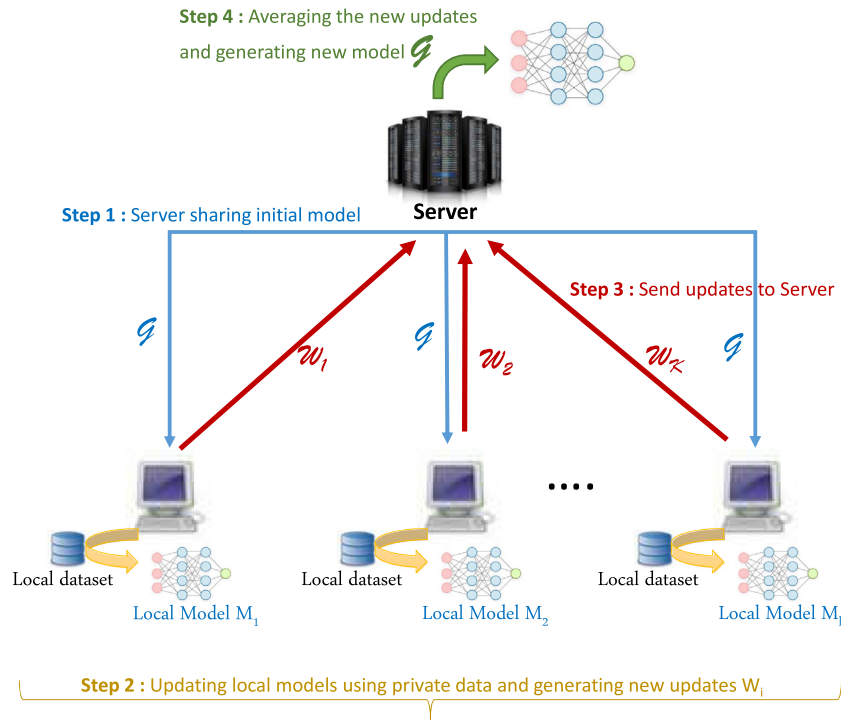 Step 4 : Averaging the new updates
and generating new model 𝒢
Server
Step 1 : Server sharing initial model
Step 3 : Send updates to Server
𝒢
𝒢
𝒢
𝒲1
𝒲2
𝒲𝒦
....
Local dataset
Local dataset
Local dataset
Local Model M1
Local Model M2
Local Model M
Step 2 : Updating local models using private data and generating new updates Wi